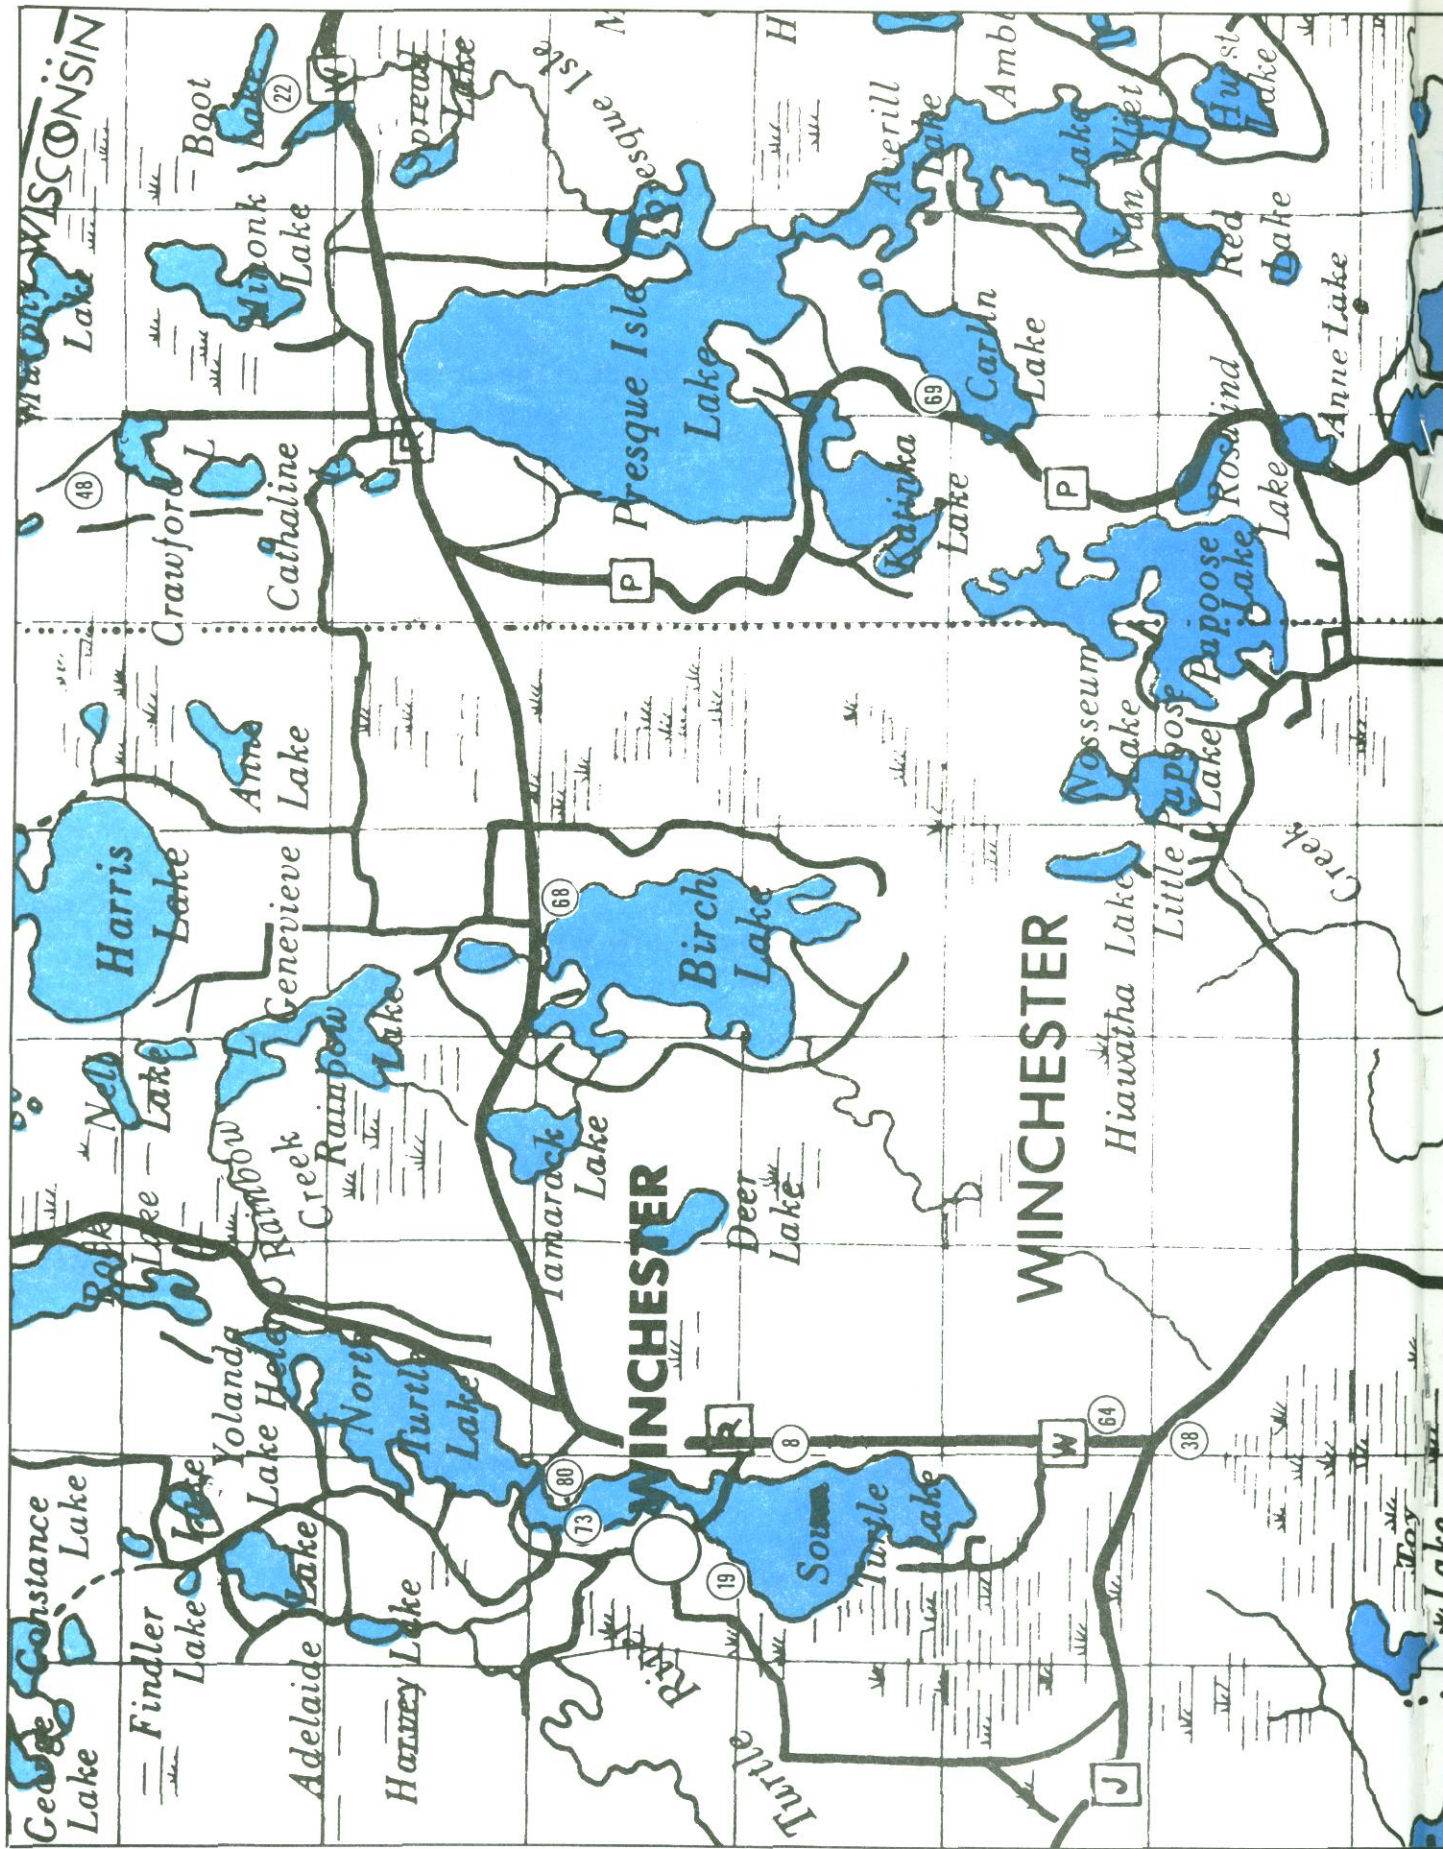 WISCONSIN
Lake
Boot
Lake
22
W
Spread
Lake
Presque Isle
Averill
Lake
Van Vliet
Lake
Hurst
Lake
Red
Lake
Anne Lake
Minonk
Lake
Presque Isle
Lake
Carlin
Lake
69
Katinka
Lake
P
P
Rosalind
Lake
48
Crawford L
Cathaline
Papoose
Lake
Nosseum
Lake
Little Papoose
Lake
Hiawatha Lake
Creek
Anne
Lake
Harris
Lake
L Genevieve
Rainbow
Lake
Rainbow
Creek
68
Birch
Lake
Tamarack
Lake
Deer
Lake
WINCHESTER
WINCHESTER
Nell
Lake
Rock
Lake
Yolanda
Lake
Lake Helen
North
Turtle
Lake
80
73
19
R
8
W
64
38
South
Turtle
Lake
Constance
Lake
George
Lake
Findler
Lake
Adelaide
Lake
Harvey Lake
Turtle
River
J
Fox
Lake